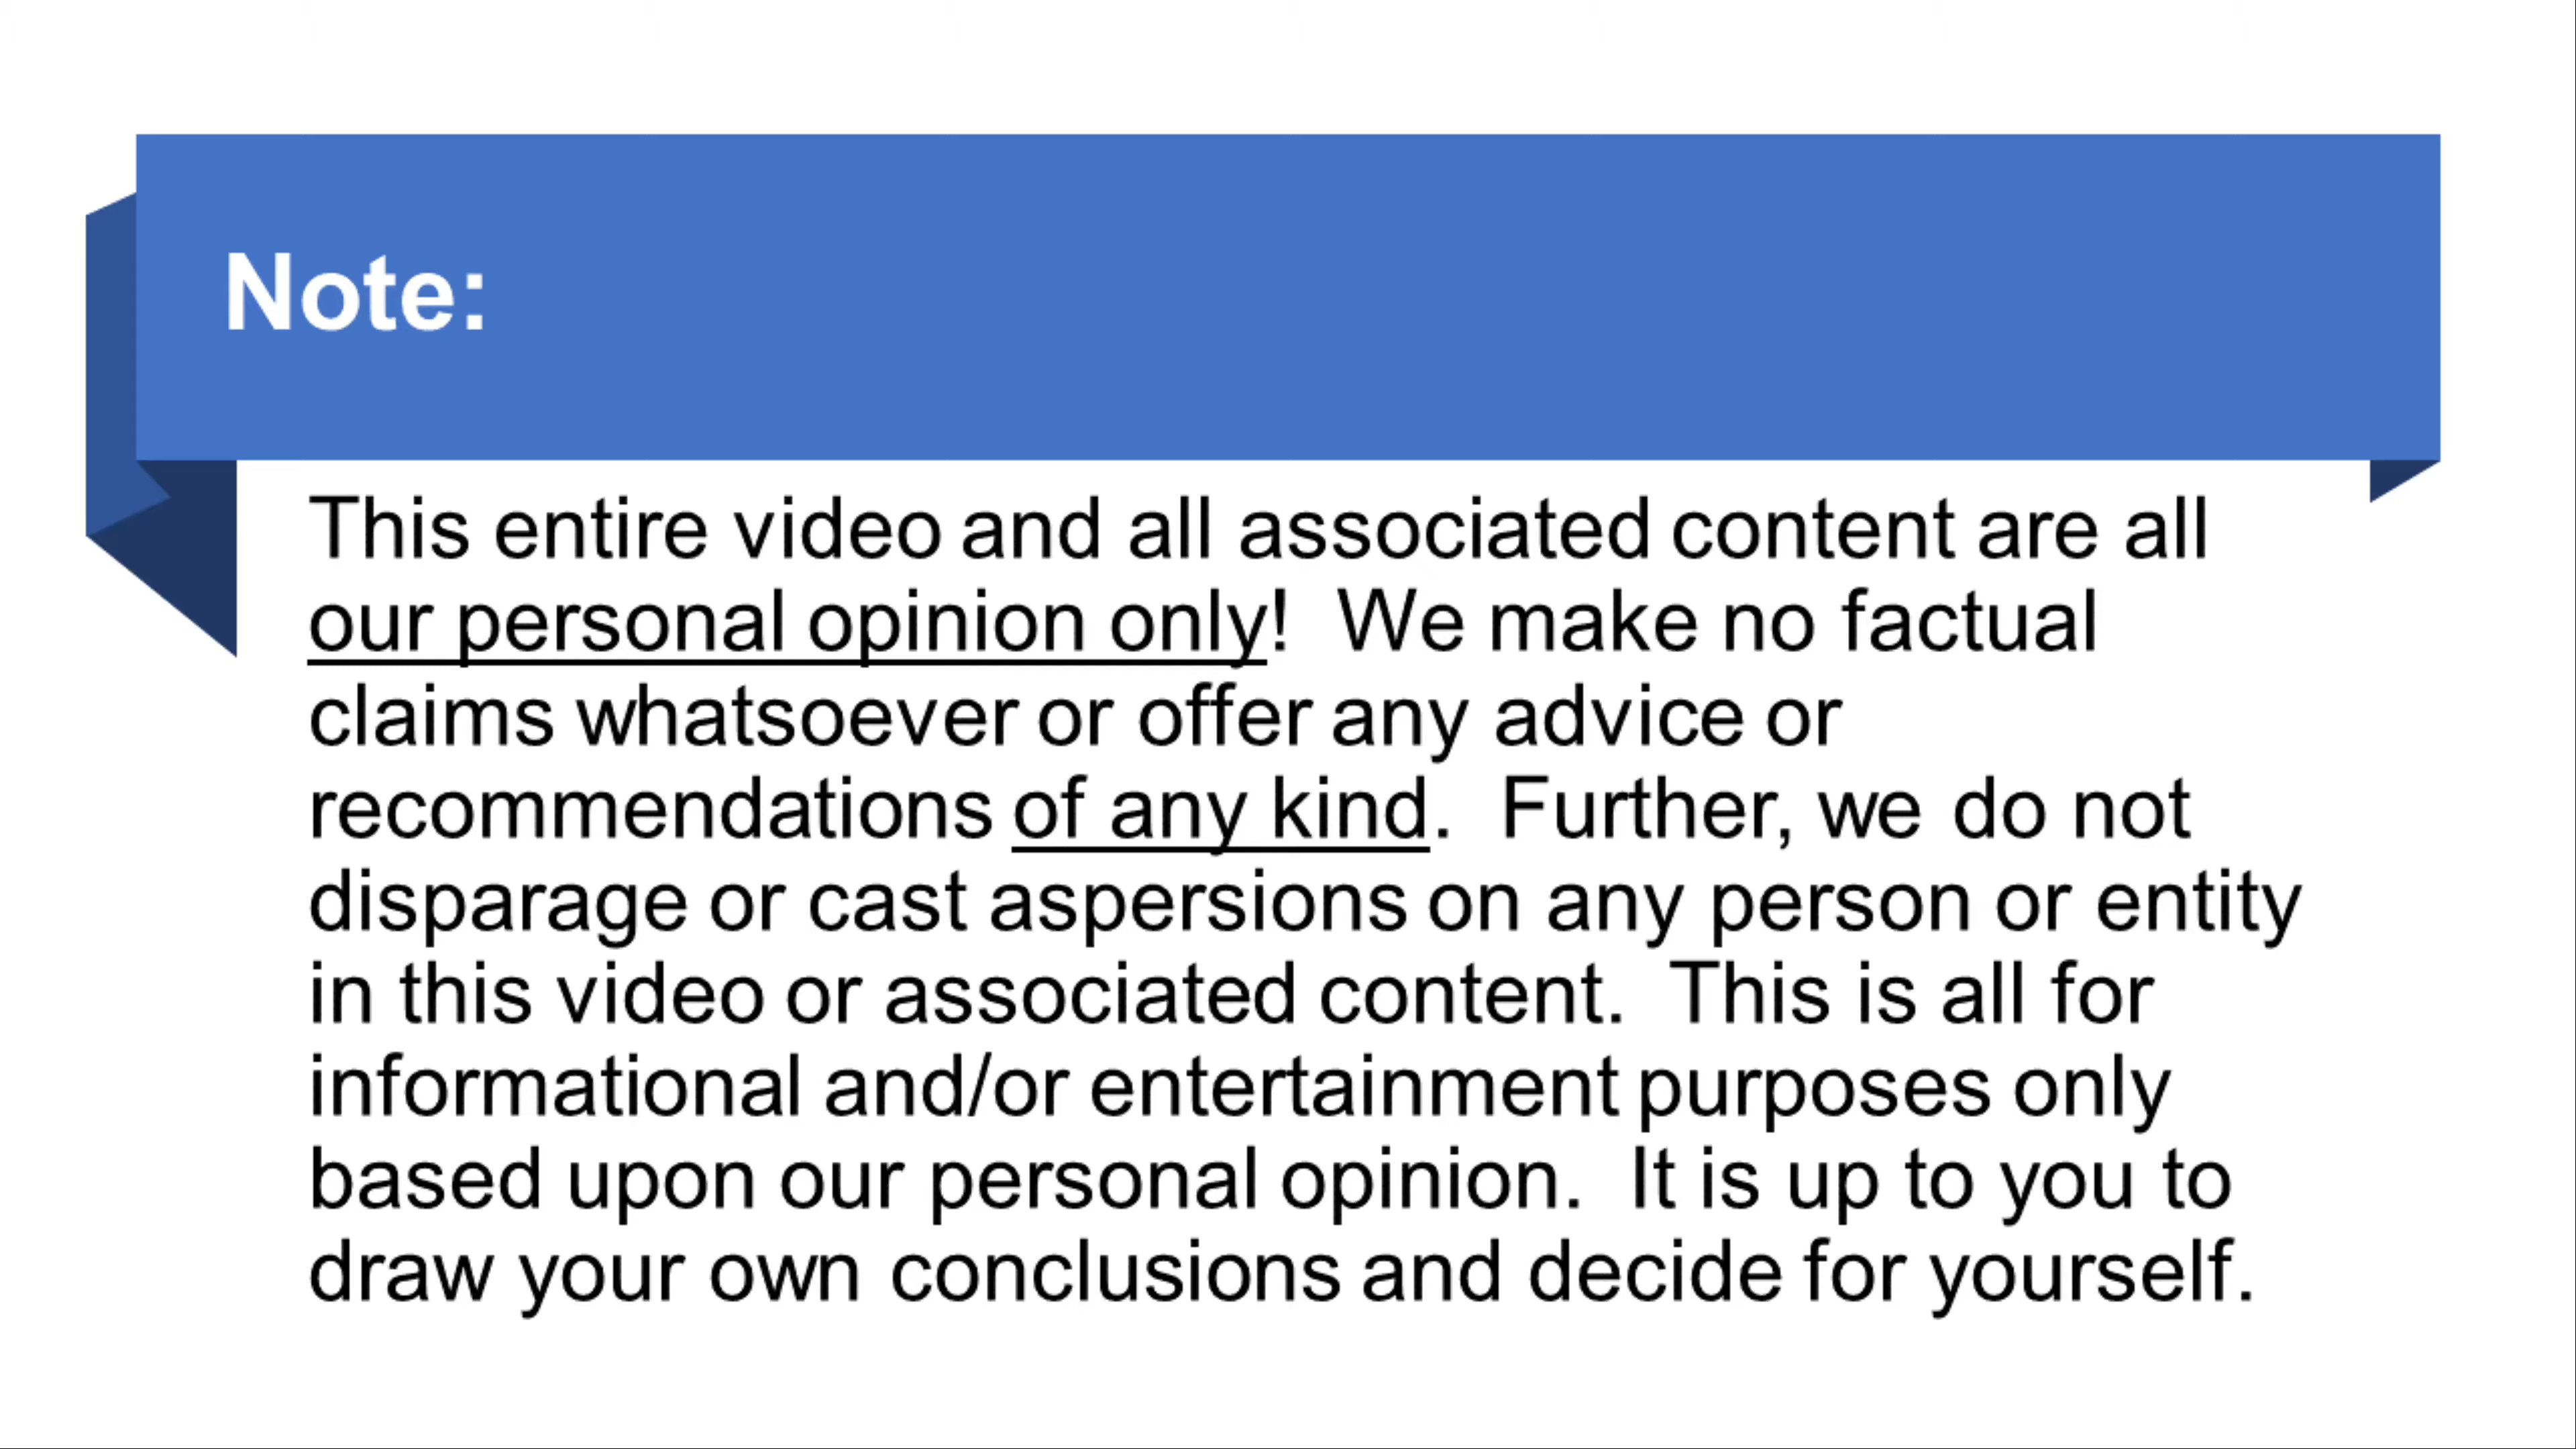 Note:
This entire video and all associated content are all
our personal opinion only!  We make no factual
claims whatsoever or offer any advice or
recommendations of any kind.  Further, we do not
disparage or cast aspersions on any person or entity
in this video or associated content.  This is all for
informational and/or entertainment purposes only
based upon our personal opinion.  It is up to you to
draw your own conclusions and decide for yourself.